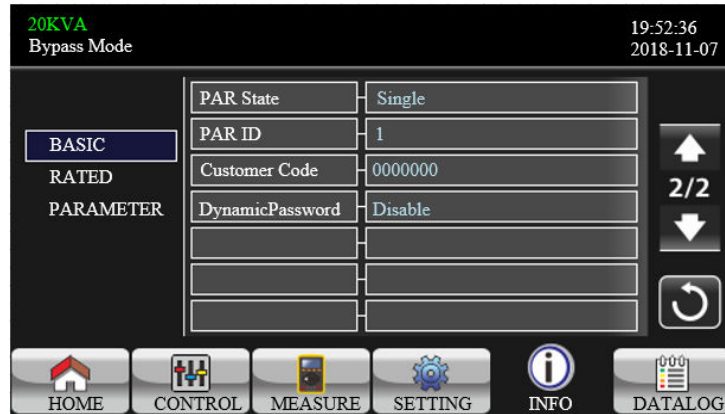 20KVA
19:52:36
Bypass Mode
2018-11-07
BASIC
RATED
PARAMETER
PAR State
Single
PAR ID
1
Customer Code
0000000
DynamicPassword
Disable
2/2
HOME
CONTROL
MEASURE
SETTING
INFO
DATALOG